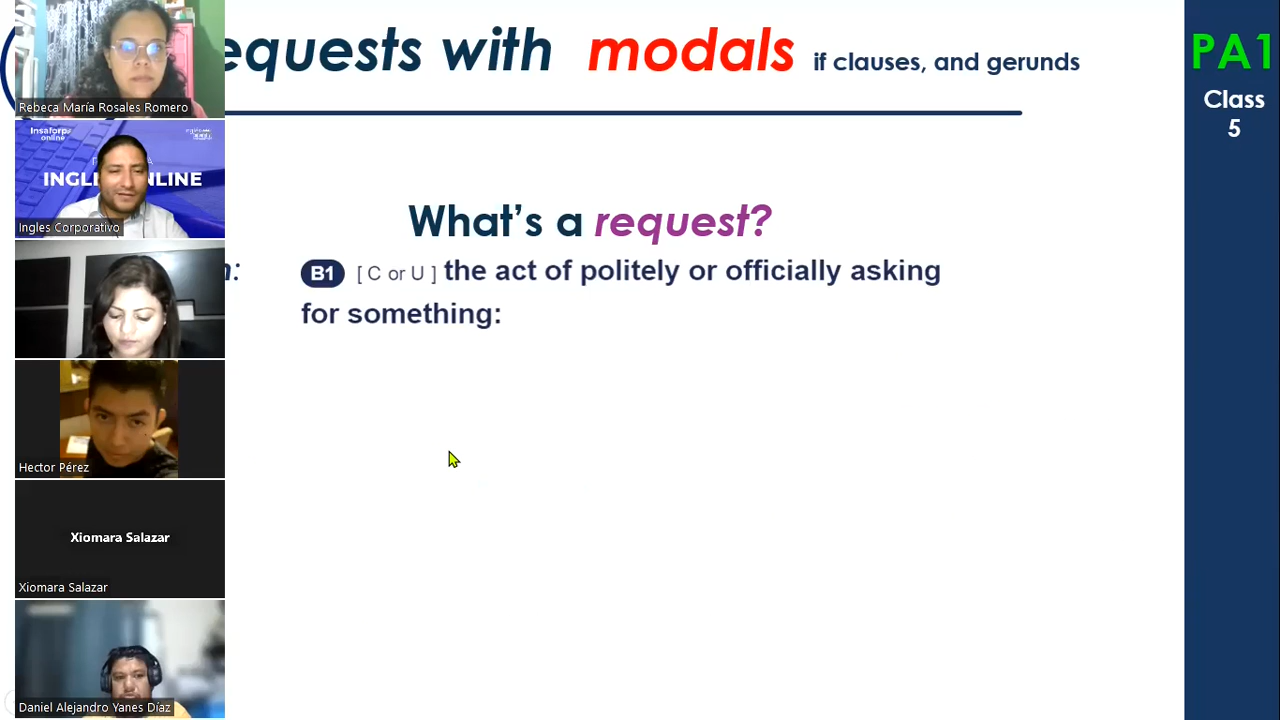 equests with modals if clauses, and gerunds
PA1
Class
5
What's a request?
n: B1 [ C or U ] the act of politely or officially asking
for something:
Rebeca María Rosales Romero
Insaforp
online
INGL NLINE
Ingles Corporativo
Hector Pérez
Xiomara Salazar
Xiomara Salazar
Daniel Alejandro Yanes Díaz